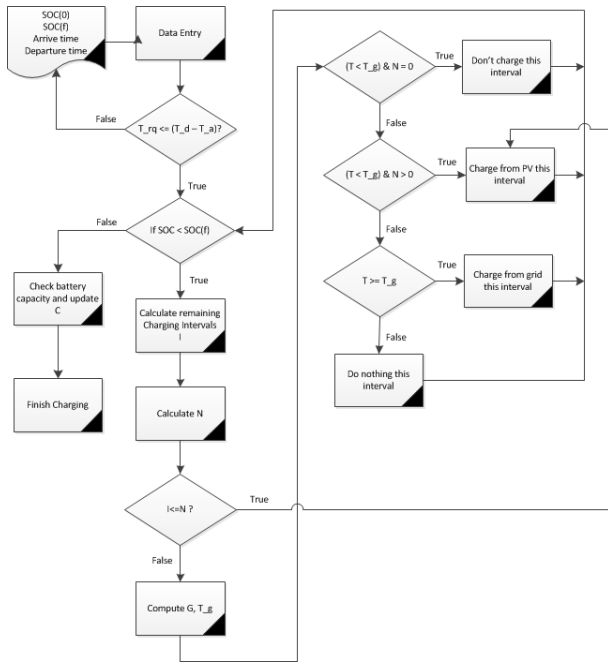 SOC(0)
SOC(f)
Arrive time
Departure time
Data Entry
False
T_rq <= (T_d – T_a)?
True
False
If SOC < SOC(f)
True
Check battery
capacity and update
C
Calculate remaining
Charging Intervals
I
Finish Charging
Calculate N
I<=N ?
True
False
Compute G, T_g
(T < T_g) & N = 0
True
Don't charge this
interval
False
(T < T_g) & N > 0
True
Charge from PV this
interval
False
T >= T_g
True
Charge from grid
this interval
False
Do nothing this
interval